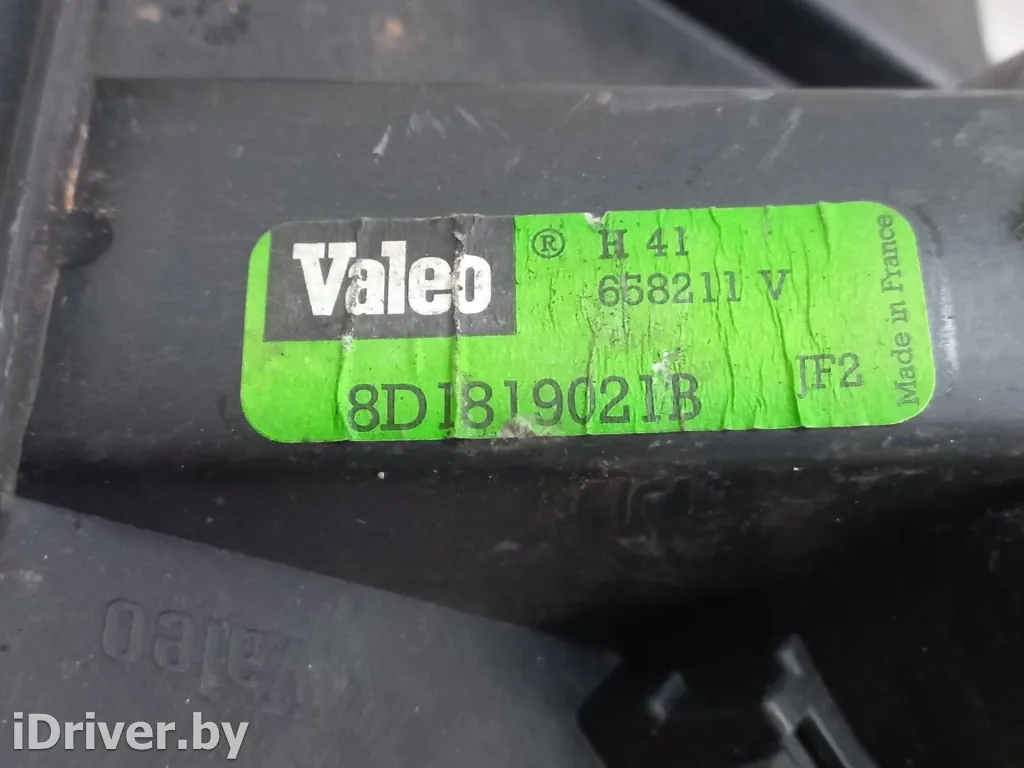 Valeo ® H 41
658211 V
8D1819021B
JF2
Made in France
Valeo
iDriver.by